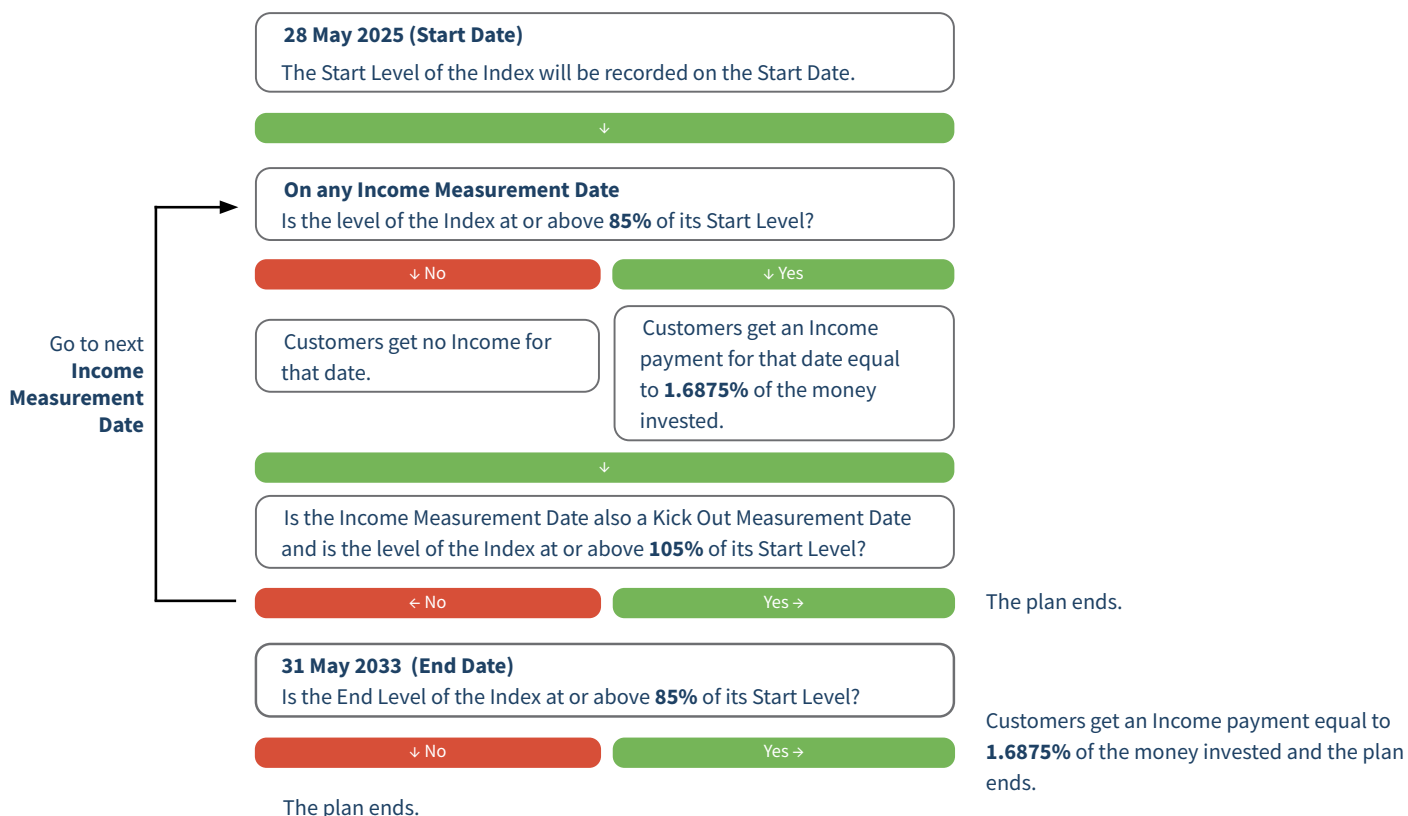 28 May 2025 (Start Date)
The Start Level of the Index will be recorded on the Start Date.
↓
On any Income Measurement Date
Is the level of the Index at or above 85% of its Start Level?
↓ No
↓ Yes
Customers get no Income for
that date.
Customers get an Income
payment for that date equal
to 1.6875% of the money
invested.
Go to next
Income
Measurement
Date
↓
Is the Income Measurement Date also a Kick Out Measurement Date
and is the level of the Index at or above 105% of its Start Level?
← No
Yes →
The plan ends.
31 May 2033 (End Date)
Is the End Level of the Index at or above 85% of its Start Level?
↓ No
Yes →
Customers get an Income payment equal to
1.6875% of the money invested and the plan
ends.
The plan ends.